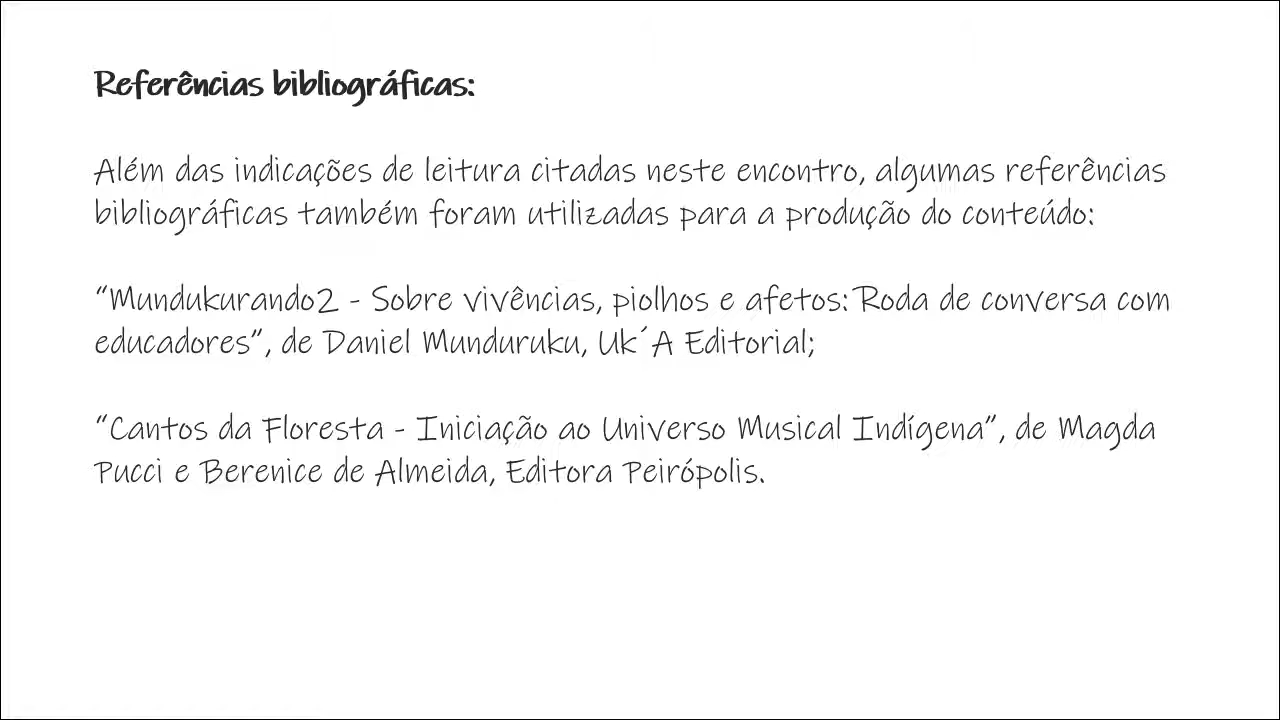 Referências bibliográficas:
Além das indicações de leitura citadas neste encontro, algumas referências
bibliográficas também foram utilizadas para a produção do conteúdo:
“Mundukurando2 - Sobre vivências, piolhos e afetos: Roda de conversa com
educadores”, de Daniel Munduruku, Uk´A Editorial;
“Cantos da Floresta - Iniciação ao Universo Musical Indígena”, de Magda
Pucci e Berenice de Almeida, Editora Peirópolis.